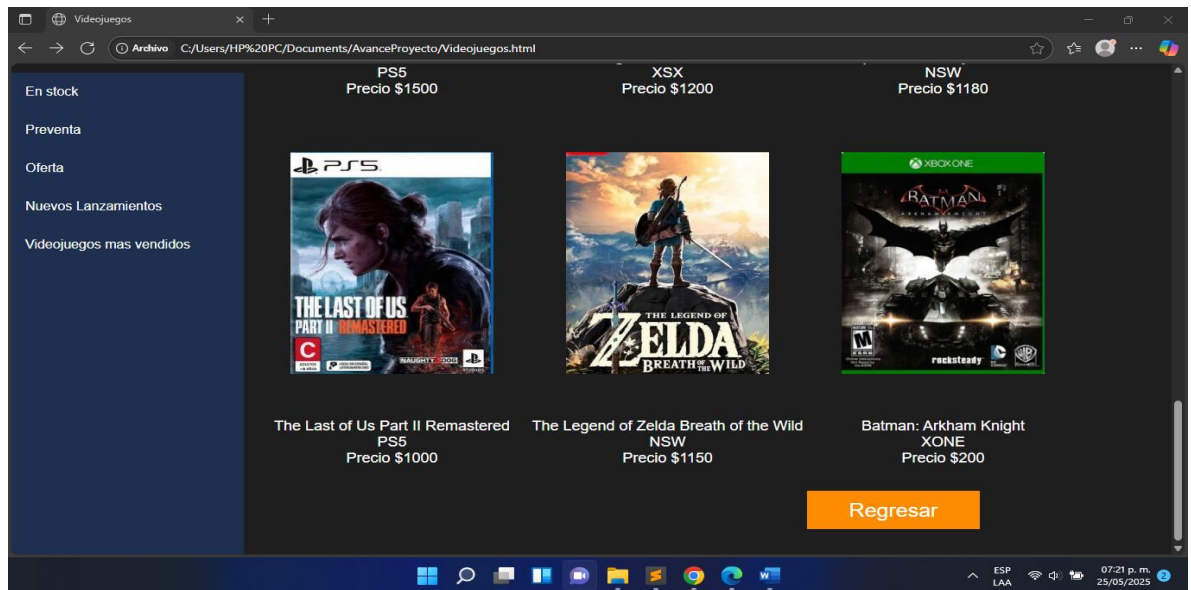 Videojuegos
Archivo C:/Users/HP%20PC/Documents/AvanceProyecto/Videojuegos.html
En stock
Preventa
Oferta
Nuevos Lanzamientos
Videojuegos mas vendidos
PS5
Precio $1500
XSX
Precio $1200
NSW
Precio $1180
PS5
THE LAST OF US
PART II REMASTERED
C
NAUGHTY DOG
THE LEGEND OF
ZELDA
BREATH OF THE WILD
XBOX ONE
BATMAN
ARKHAM KNIGHT
M
rocksteady
The Last of Us Part II Remastered
PS5
Precio $1000
The Legend of Zelda Breath of the Wild
NSW
Precio $1150
Batman: Arkham Knight
XONE
Precio $200
Regresar
ESP
LAA
07:21 p. m.
25/05/2025
2